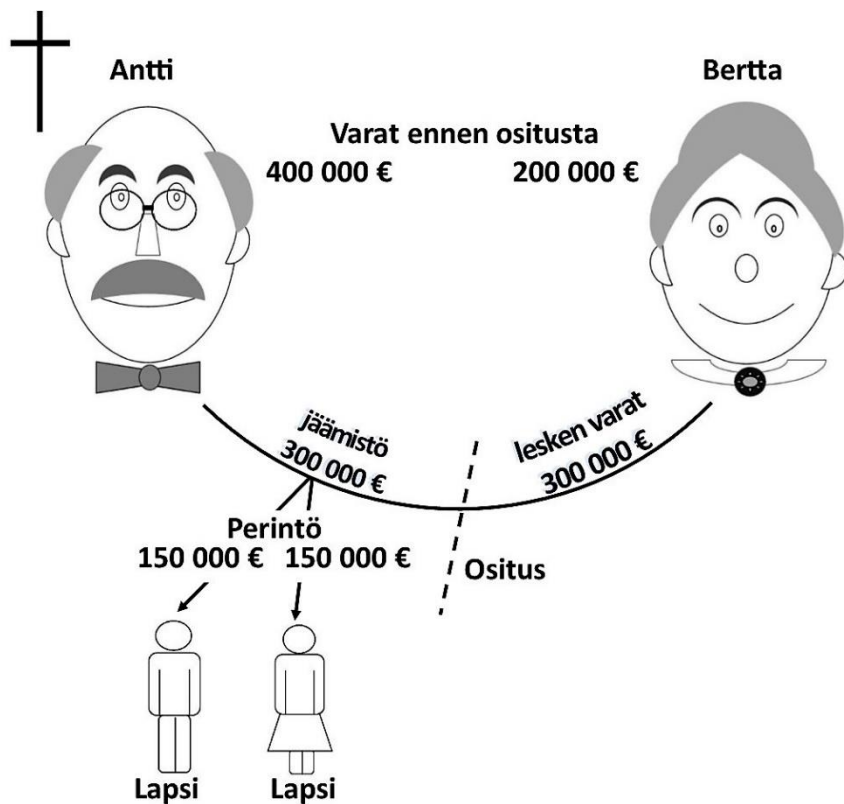 Antti
Bertta
Varat ennen ositusta
400 000 €
200 000 €
jäämistö
300 000 €
lesken varat
300 000 €
Perintö
150 000 €
150 000 €
Ositus
Lapsi
Lapsi